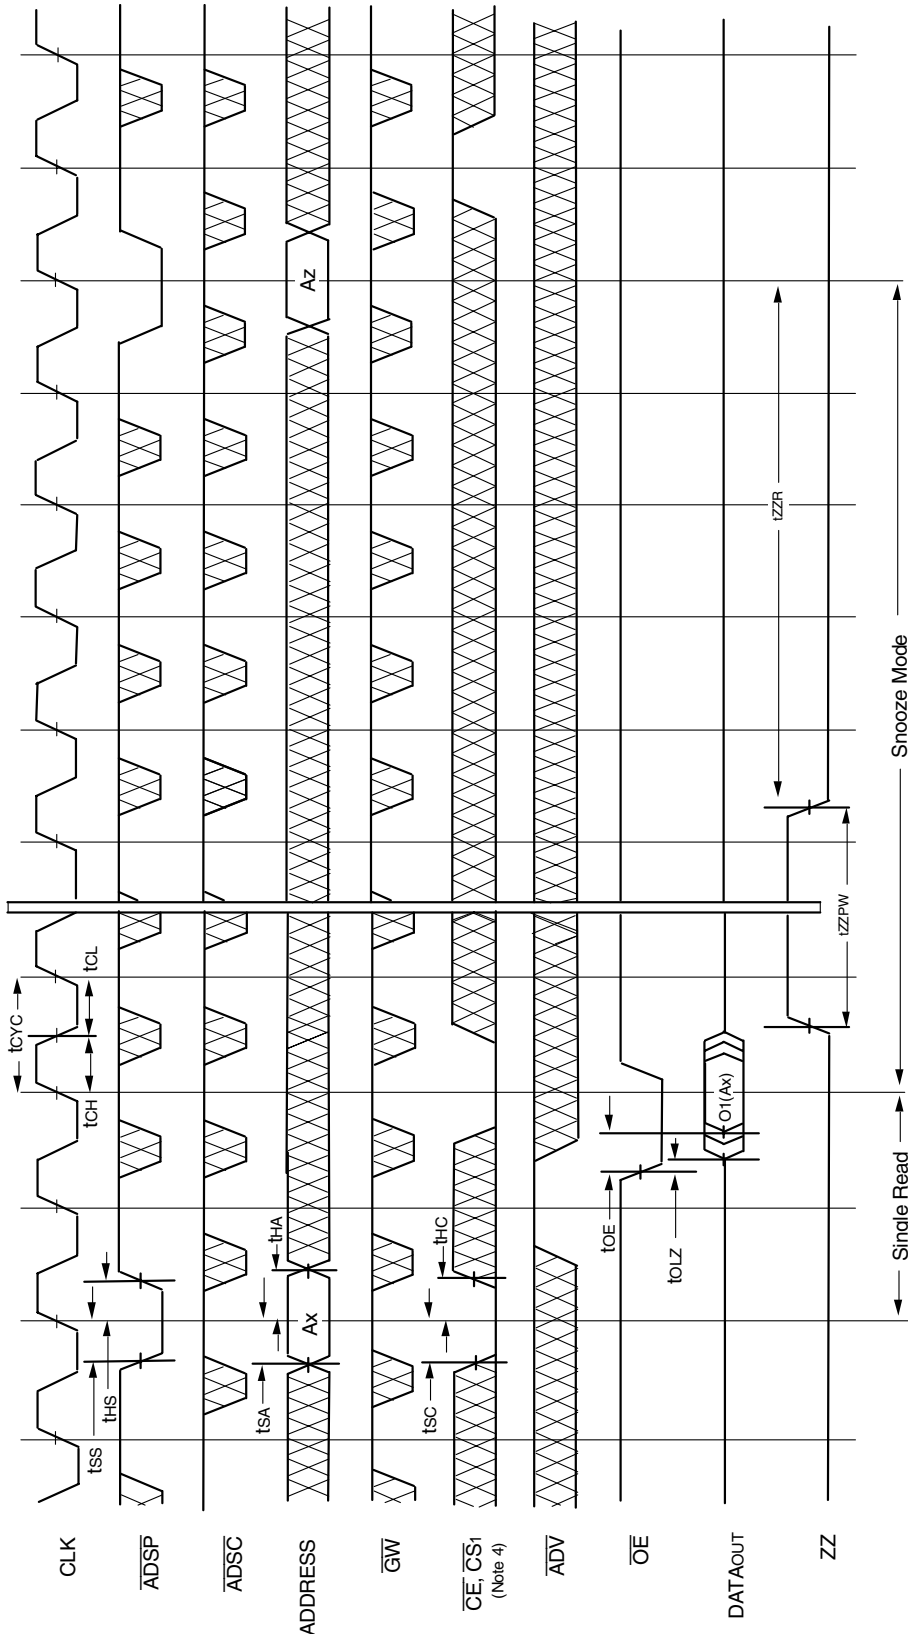 CLK
tCYC
tSS
tHS
tCH
tCL
ADSP
ADSC
ADDRESS
tSA
tHA
Ax
Az
GW
CE, CS1
(Note 4)
tSC
tHC
ADV
OE
tOE
tOLZ
DATAOUT
O1(Ax)
ZZ
tZZPW
tZZR
Single Read
Snooze Mode